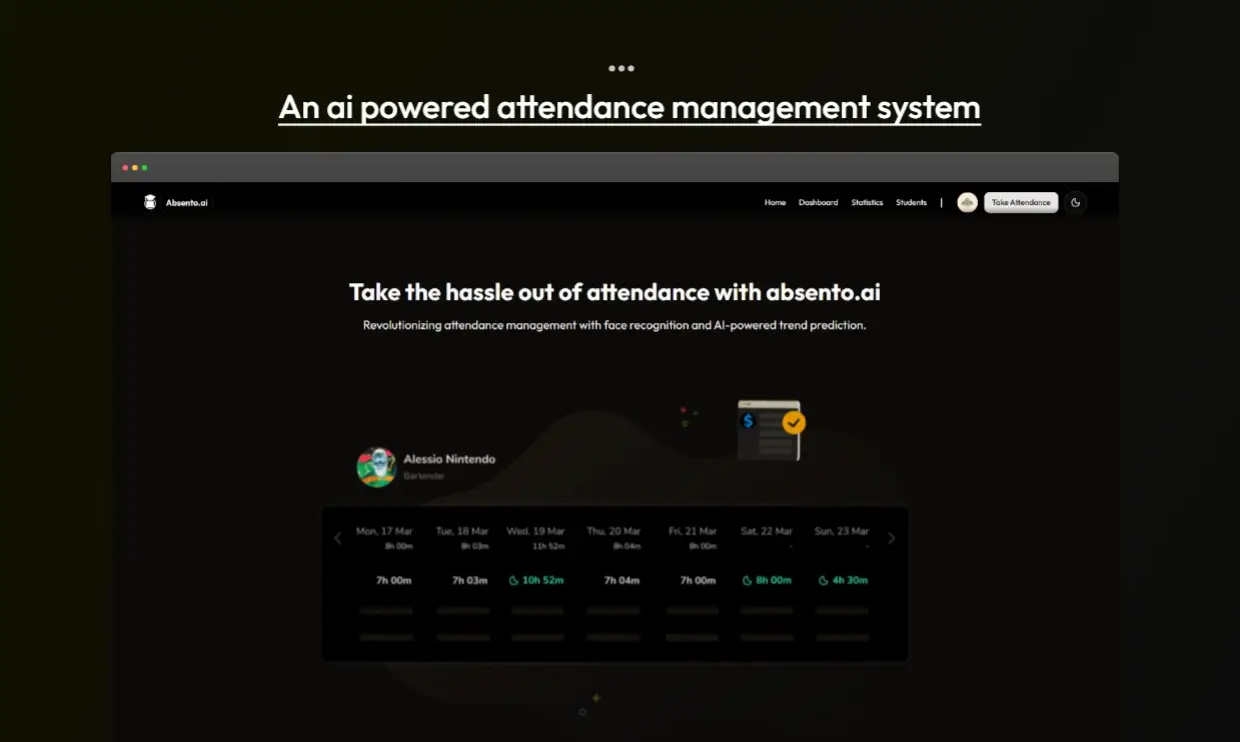 An ai powered attendance management system
Absento.ai
Home Dashboard Statistics Students | Take Attendance
Take the hassle out of attendance with absento.ai
Revolutionizing attendance management with face recognition and AI-powered trend prediction.
$
Alessio Nintendo
Bartender
Mon, 17 Mar Tue, 18 Mar Wed, 19 Mar Thu, 20 Mar Fri, 21 Mar Sat, 22 Mar Sun, 23 Mar
8h 00m 8h 03m 11h 52m 8h 04m 8h 00m - -
7h 00m 7h 03m 10h 52m 7h 04m 7h 00m 8h 00m 4h 30m